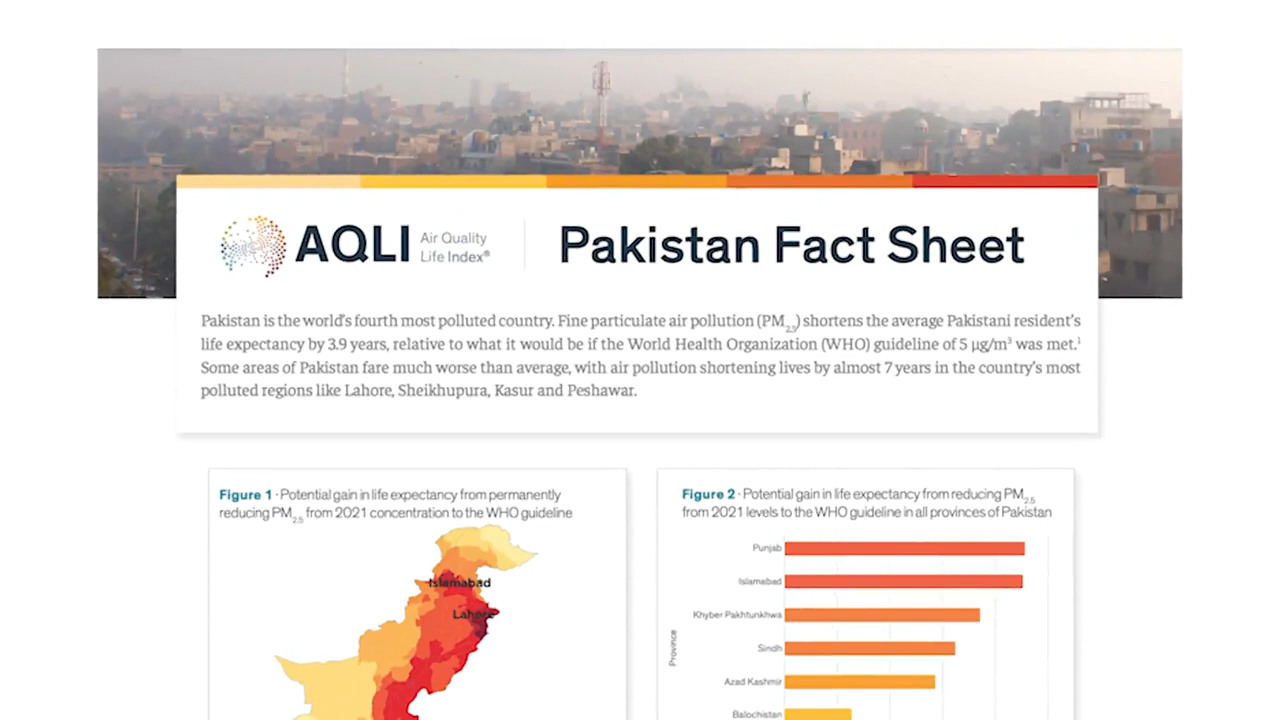 AQLI Air Quality
Life Index®
Pakistan Fact Sheet
Pakistan is the world's fourth most polluted country. Fine particulate air pollution (PM2.5) shortens the average Pakistani resident's
life expectancy by 3.9 years, relative to what it would be if the World Health Organization (WHO) guideline of 5 µg/m³ was met.¹
Some areas of Pakistan fare much worse than average, with air pollution shortening lives by almost 7 years in the country's most
polluted regions like Lahore, Sheikhupura, Kasur and Peshawar.
Figure 1 · Potential gain in life expectancy from permanently
reducing PM2.5 from 2021 concentration to the WHO guideline
Islamabad
Lahore
Figure 2 · Potential gain in life expectancy from reducing PM2.5
from 2021 levels to the WHO guideline in all provinces of Pakistan
Province
Punjab
Islamabad
Khyber Pakhtunkhwa
Sindh
Azad Kashmir
Balochistan